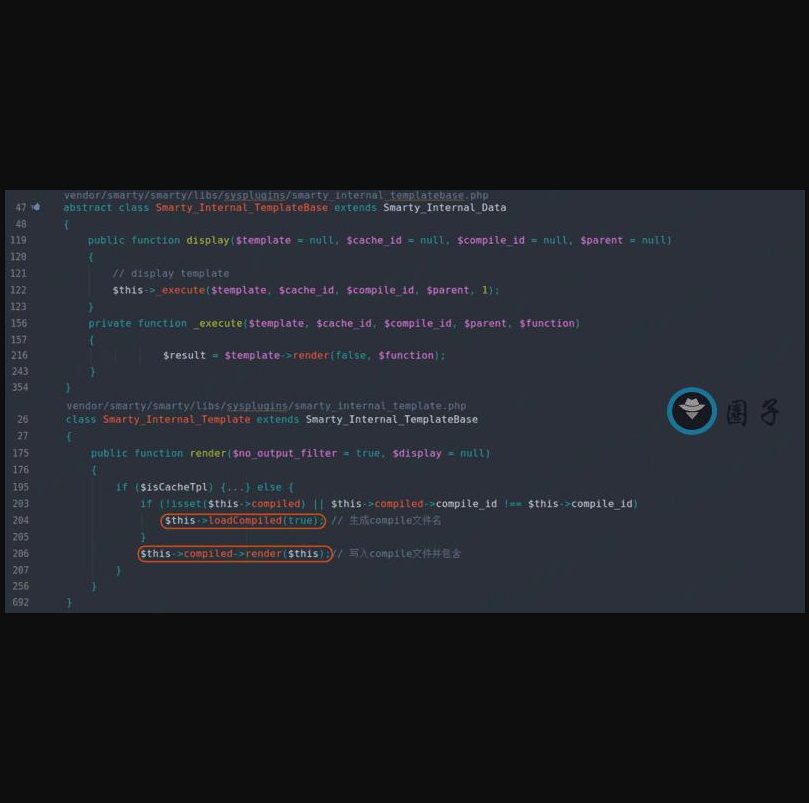 vendor/smarty/smarty/libs/sysplugins/smarty_internal_templatebase.php
47 abstract class Smarty_Internal_TemplateBase extends Smarty_Internal_Data
48 {
119 public function display($template = null, $cache_id = null, $compile_id = null, $parent = null)
120 {
121 // display template
122 $this->_execute($template, $cache_id, $compile_id, $parent, 1);
123 }
156 private function _execute($template, $cache_id, $compile_id, $parent, $function)
157 {
216 $result = $template->render(false, $function);
243 }
354 }
vendor/smarty/smarty/libs/sysplugins/smarty_internal_template.php
26 class Smarty_Internal_Template extends Smarty_Internal_TemplateBase
27 {
175 public function render($no_output_filter = true, $display = null)
176 {
195 if ($isCacheTpl) {...} else {
203 if (!isset($this->compiled) || $this->compiled->compile_id !== $this->compile_id)
204 $this->loadCompiled(true); // 生成compile文件名
205 }
206 $this->compiled->render($this);// 写入compile文件并包含
207 }
256 }
692 }
團子